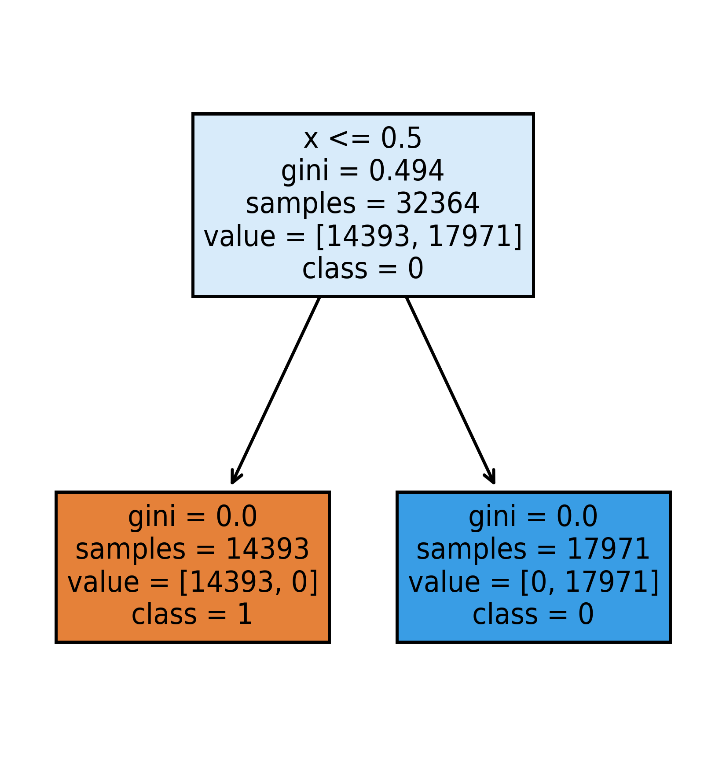 x <= 0.5
gini = 0.494
samples = 32364
value = [14393, 17971]
class = 0
gini = 0.0
samples = 14393
value = [14393, 0]
class = 1
gini = 0.0
samples = 17971
value = [0, 17971]
class = 0